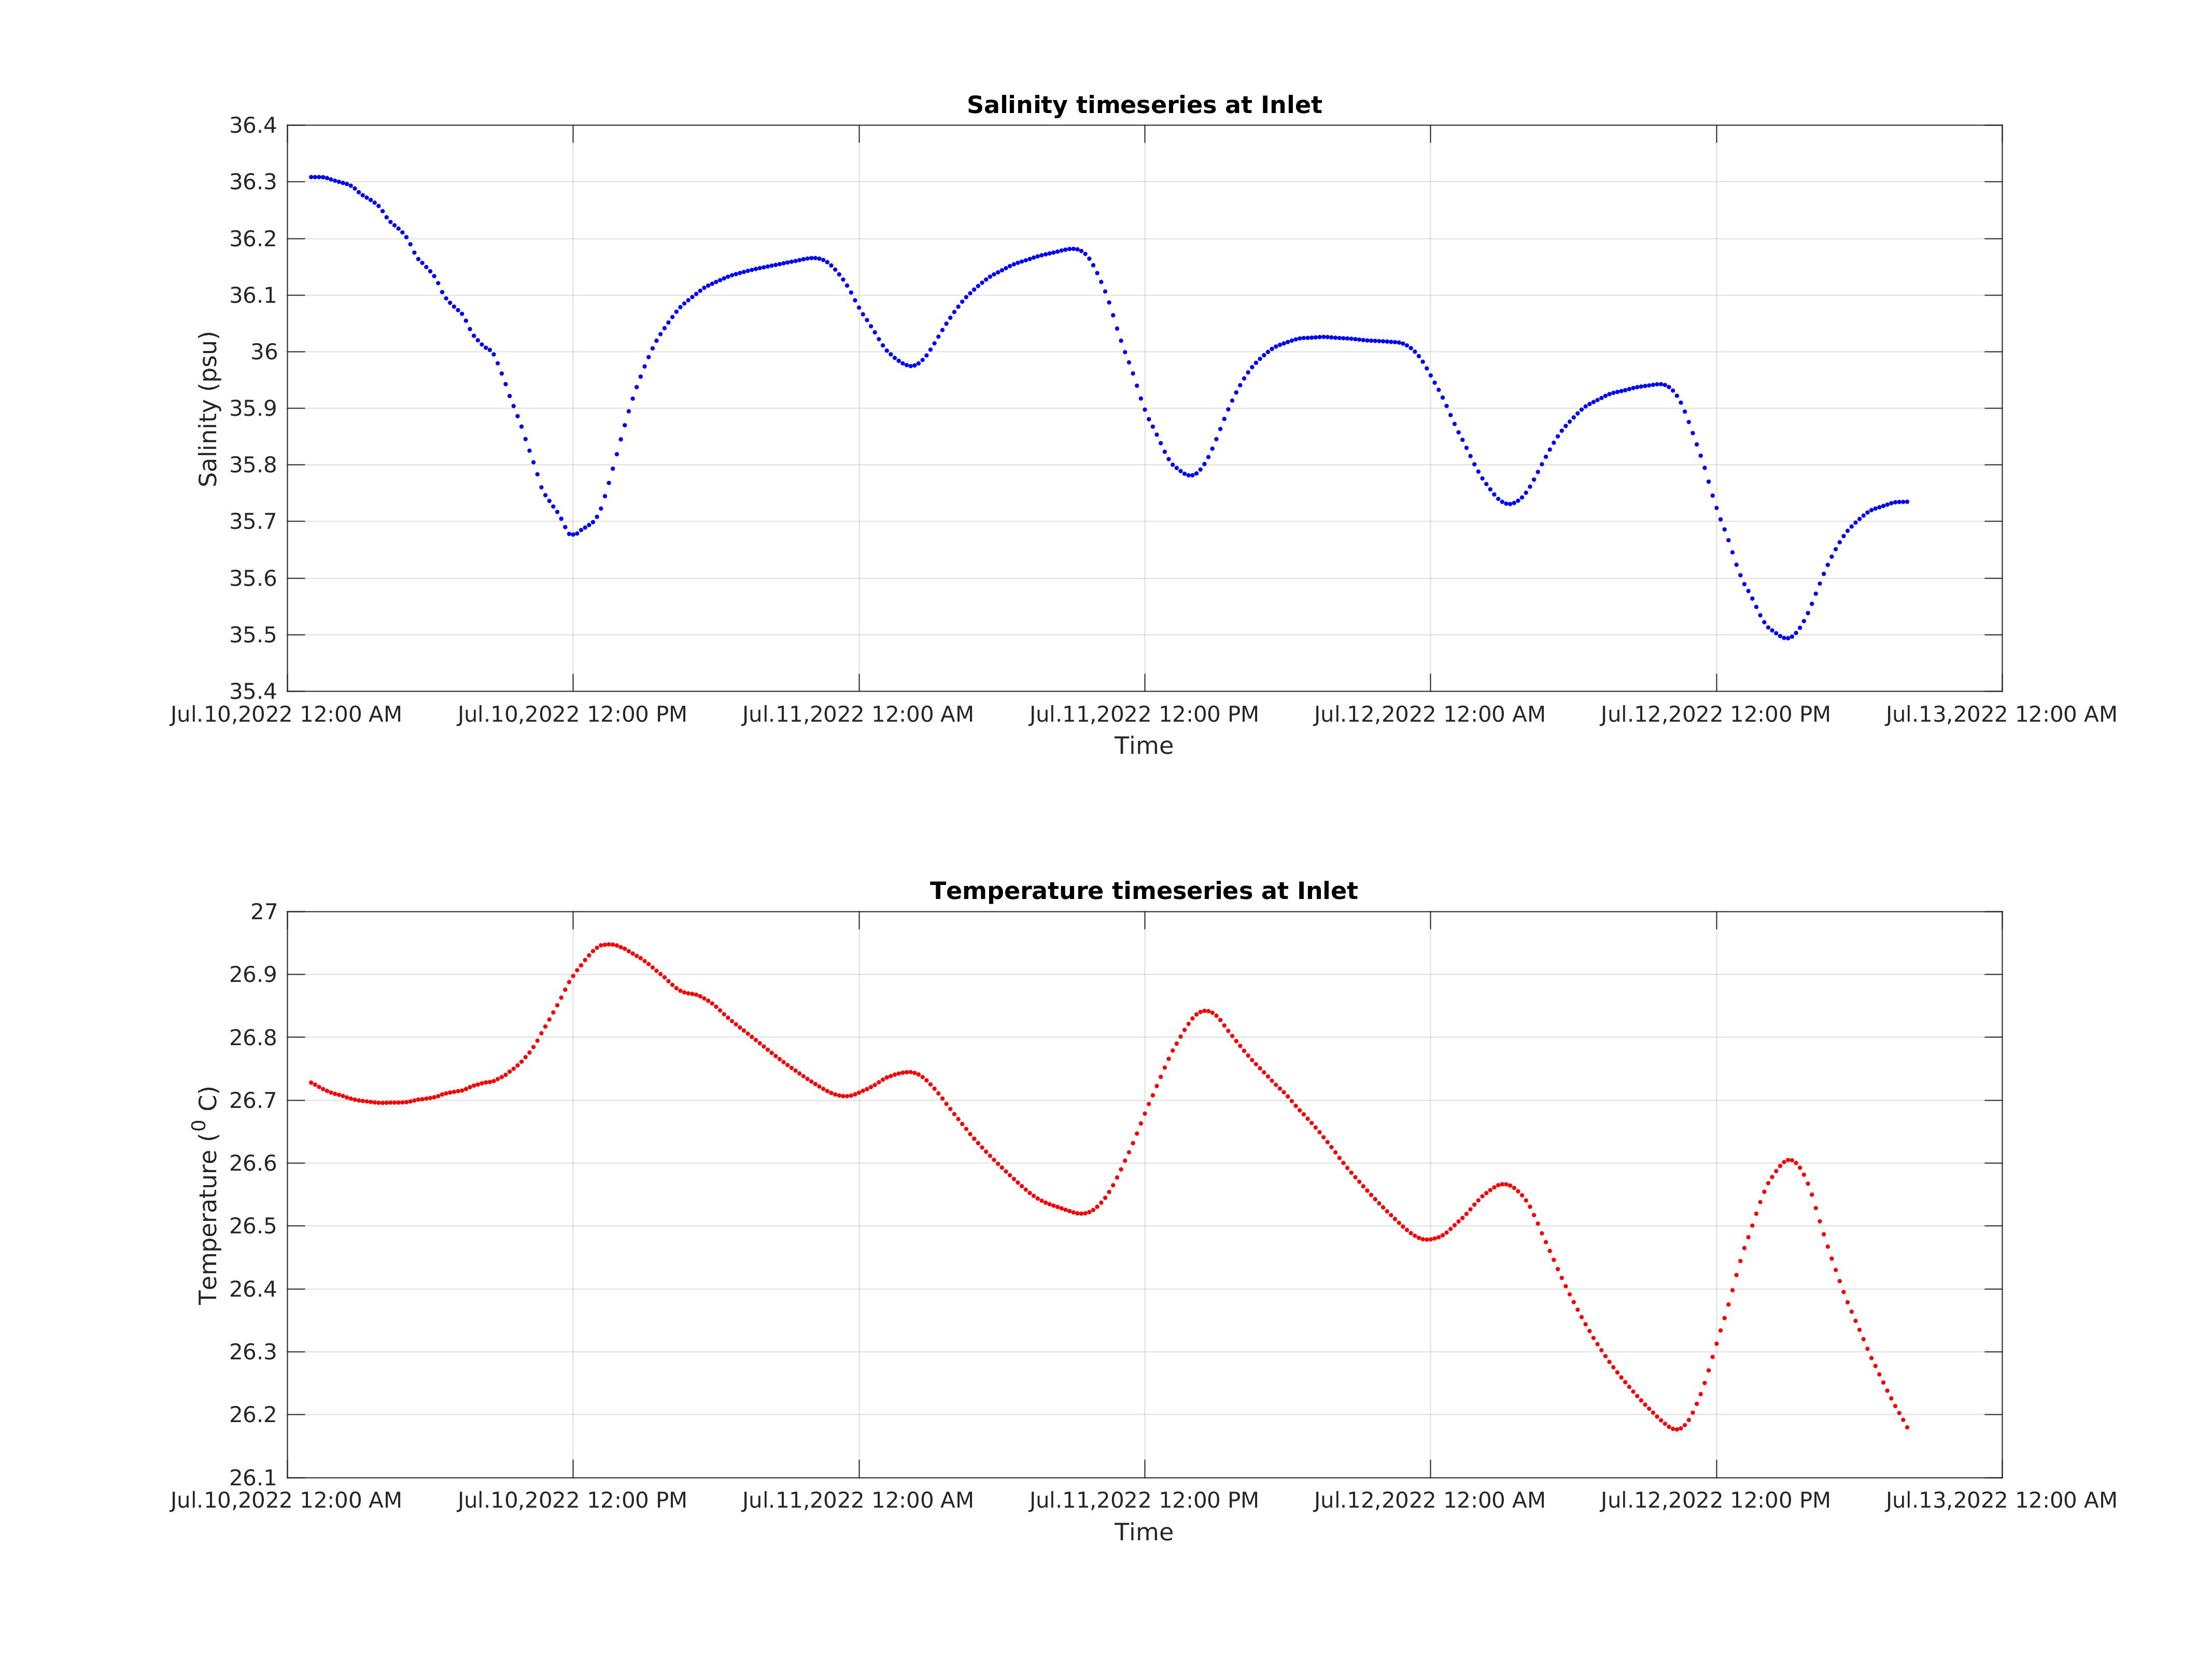 Salinity timeseries at Inlet
36.4
36.3
36.2
36.1
36
35.9
35.8
35.7
35.6
35.5
35.4
Salinity (psu)
Jul.10,2022 12:00 AM Jul.10,2022 12:00 PM Jul.11,2022 12:00 AM Jul.11,2022 12:00 PM Jul.12,2022 12:00 AM Jul.12,2022 12:00 PM Jul.13,2022 12:00 AM
Time
Temperature timeseries at Inlet
27
26.9
26.8
26.7
26.6
26.5
26.4
26.3
26.2
26.1
Temperature (⁰ C)
Jul.10,2022 12:00 AM Jul.10,2022 12:00 PM Jul.11,2022 12:00 AM Jul.11,2022 12:00 PM Jul.12,2022 12:00 AM Jul.12,2022 12:00 PM Jul.13,2022 12:00 AM
Time